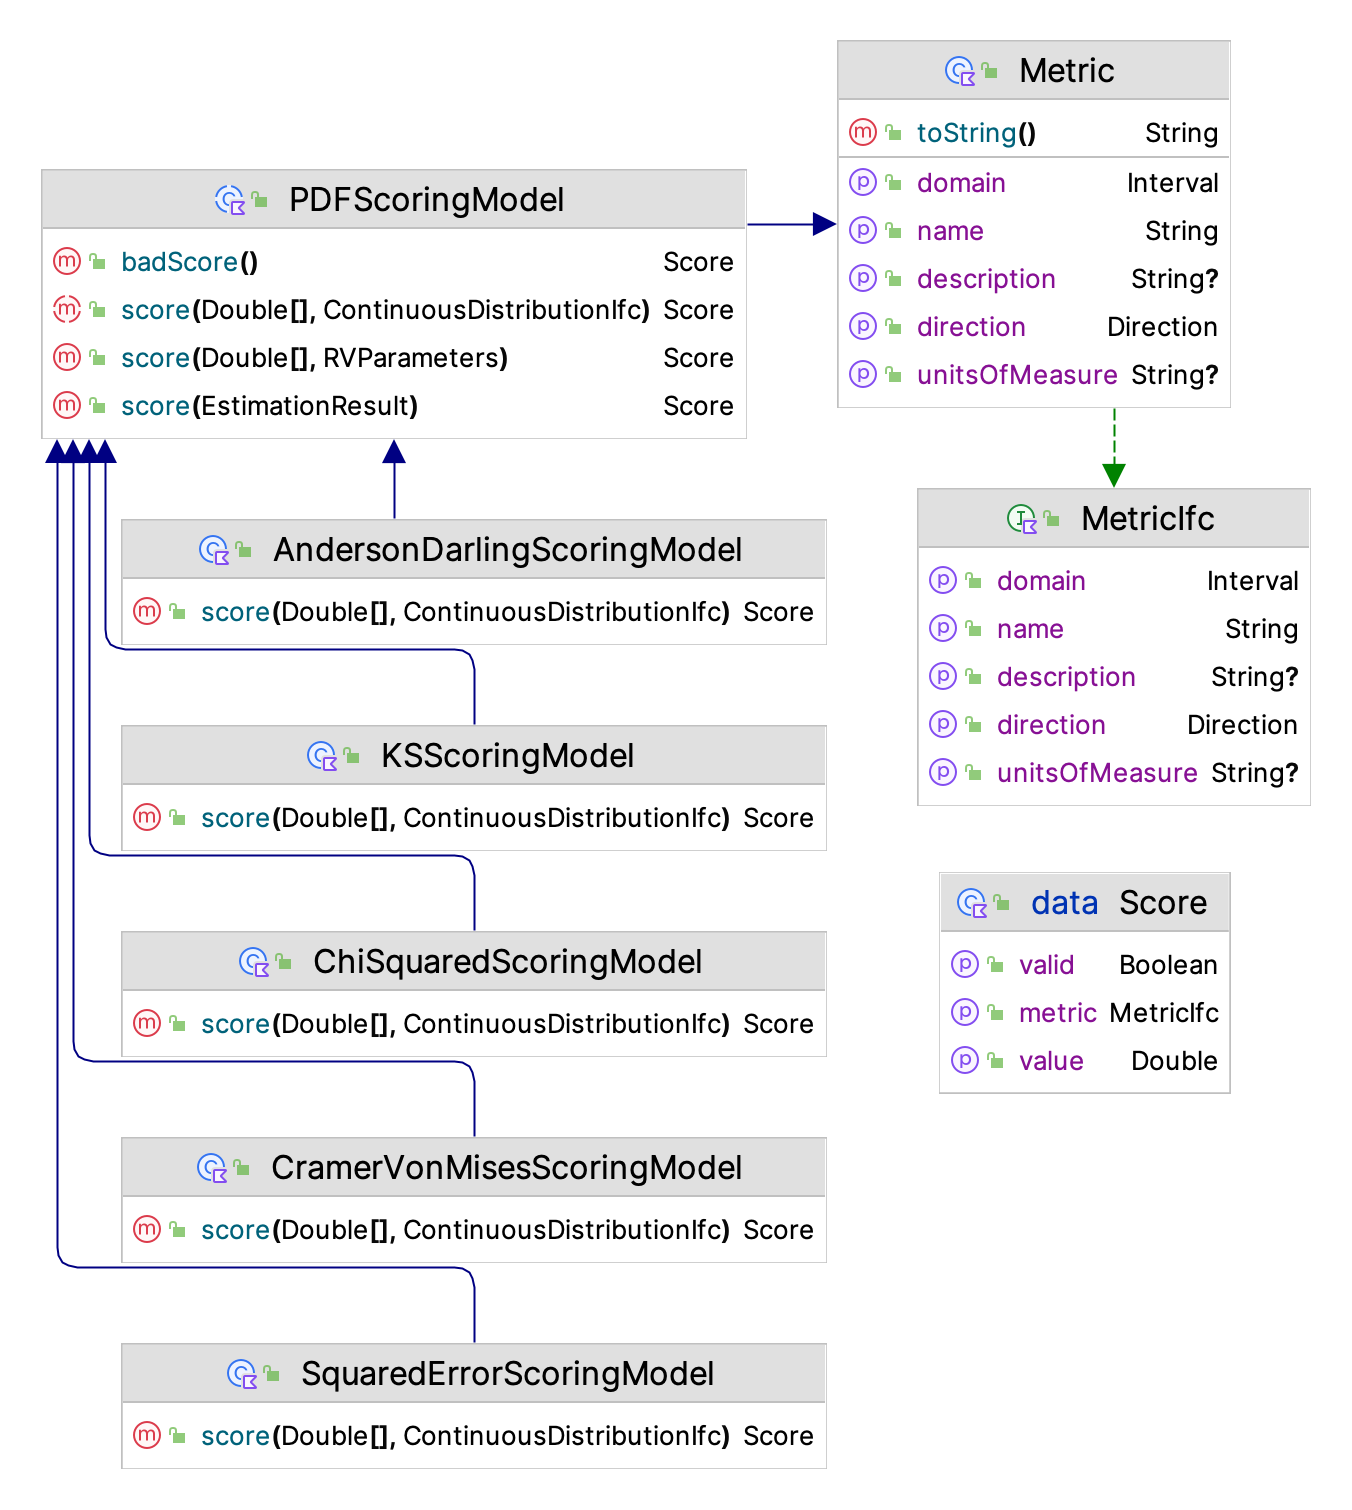 Metric
toString() String
domain Interval
name String
description String?
direction Direction
unitsOfMeasure String?
PDFScoringModel
badScore() Score
score(Double[], ContinuousDistributionIfc) Score
score(Double[], RVParameters) Score
score(EstimationResult) Score
MetricIfc
domain Interval
name String
description String?
direction Direction
unitsOfMeasure String?
AndersonDarlingScoringModel
score(Double[], ContinuousDistributionIfc) Score
KSScoringModel
score(Double[], ContinuousDistributionIfc) Score
data Score
valid Boolean
metric MetricIfc
value Double
ChiSquaredScoringModel
score(Double[], ContinuousDistributionIfc) Score
CramerVonMisesScoringModel
score(Double[], ContinuousDistributionIfc) Score
SquaredErrorScoringModel
score(Double[], ContinuousDistributionIfc) Score